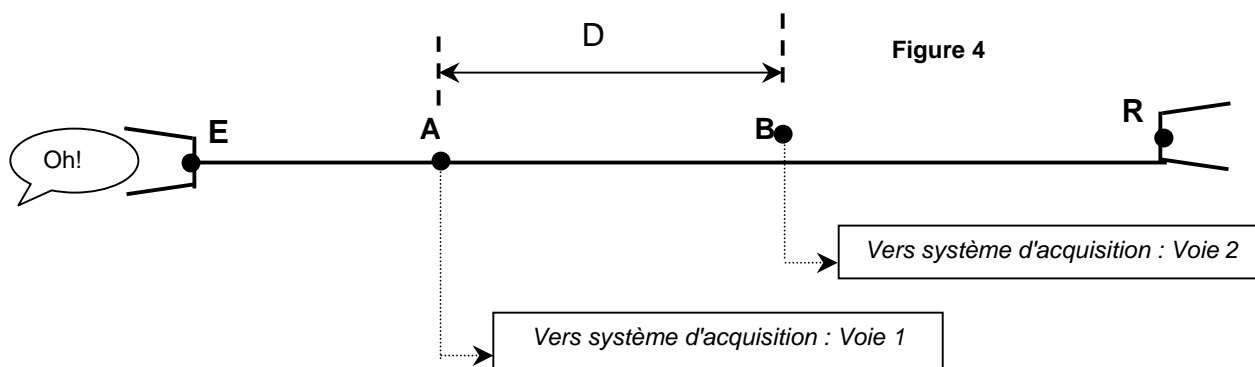 D
Figure 4
E
A
B
R
Oh!
Vers système d'acquisition : Voie 2
Vers système d'acquisition : Voie 1